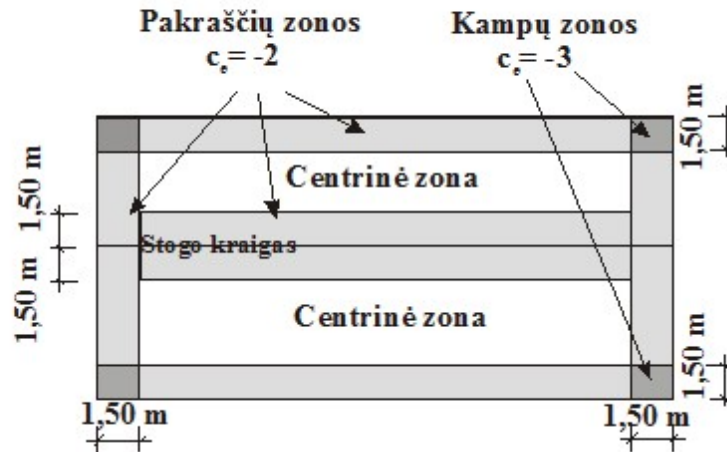 Pakraščių zonos
cₑ= -2
Kampų zonos
cₑ= -3
1,50 m
Centrinė zona
1,50 m
Stogo kraigas
1,50 m
Centrinė zona
1,50 m
1,50 m
1,50 m